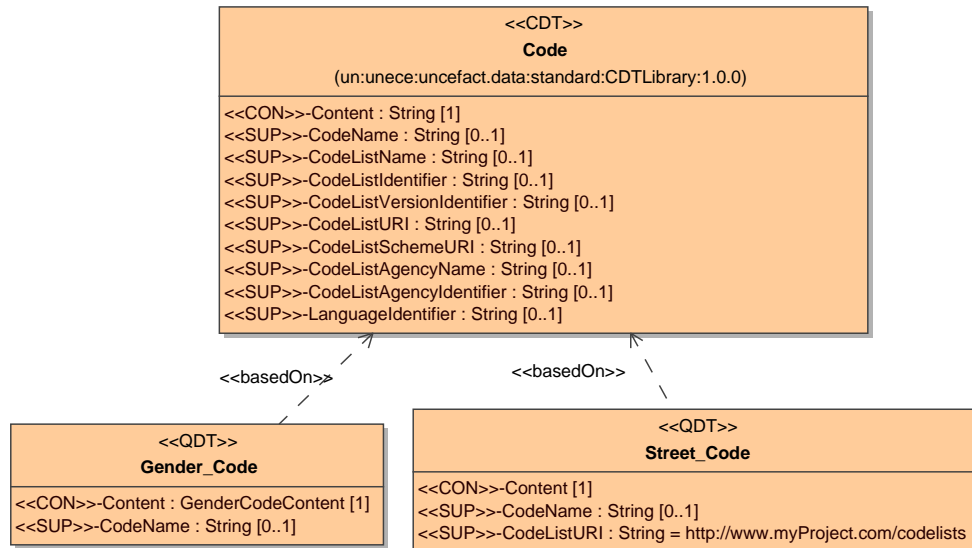 <<CDT>>
Code
(un:unece:uncefact.data:standard:CDTLibrary:1.0.0)
<<CON>>-Content : String [1]
<<SUP>>-CodeName : String [0..1]
<<SUP>>-CodeListName : String [0..1]
<<SUP>>-CodeListIdentifier : String [0..1]
<<SUP>>-CodeListVersionIdentifier : String [0..1]
<<SUP>>-CodeListURI : String [0..1]
<<SUP>>-CodeListSchemeURI : String [0..1]
<<SUP>>-CodeListAgencyName : String [0..1]
<<SUP>>-CodeListAgencyIdentifier : String [0..1]
<<SUP>>-LanguageIdentifier : String [0..1]
<<basedOn>>
<<basedOn>>
<<QDT>>
Gender_Code
<<CON>>-Content : GenderCodeContent [1]
<<SUP>>-CodeName : String [0..1]
<<QDT>>
Street_Code
<<CON>>-Content [1]
<<SUP>>-CodeName : String [0..1]
<<SUP>>-CodeListURI : String = http://www.myProject.com/codelists